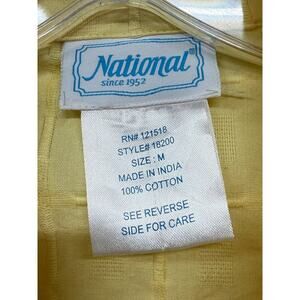 National
since 1952
RN# 121518
STYLE# 18200
SIZE : M
MADE IN INDIA
100% COTTON
SEE REVERSE
SIDE FOR CARE